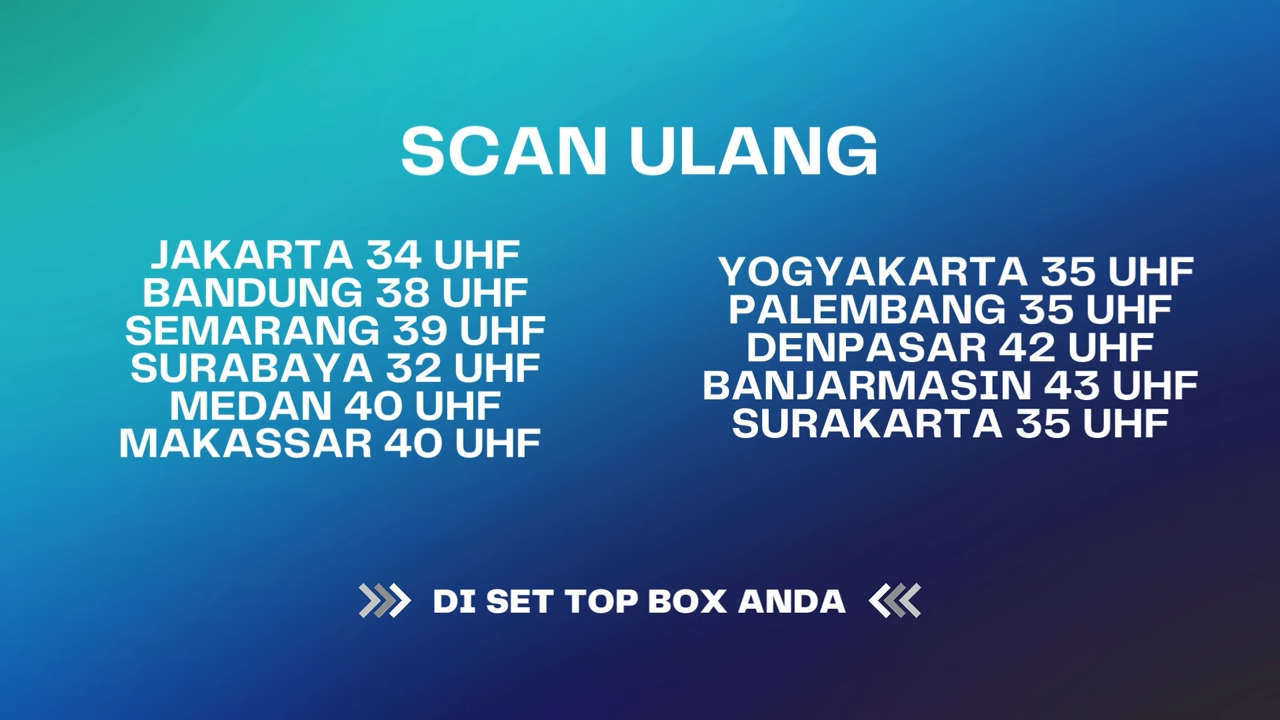 SCAN ULANG
JAKARTA 34 UHF
BANDUNG 38 UHF
SEMARANG 39 UHF
SURABAYA 32 UHF
MEDAN 40 UHF
MAKASSAR 40 UHF
YOGYAKARTA 35 UHF
PALEMBANG 35 UHF
DENPASAR 42 UHF
BANJARMASIN 43 UHF
SURAKARTA 35 UHF
DI SET TOP BOX ANDA